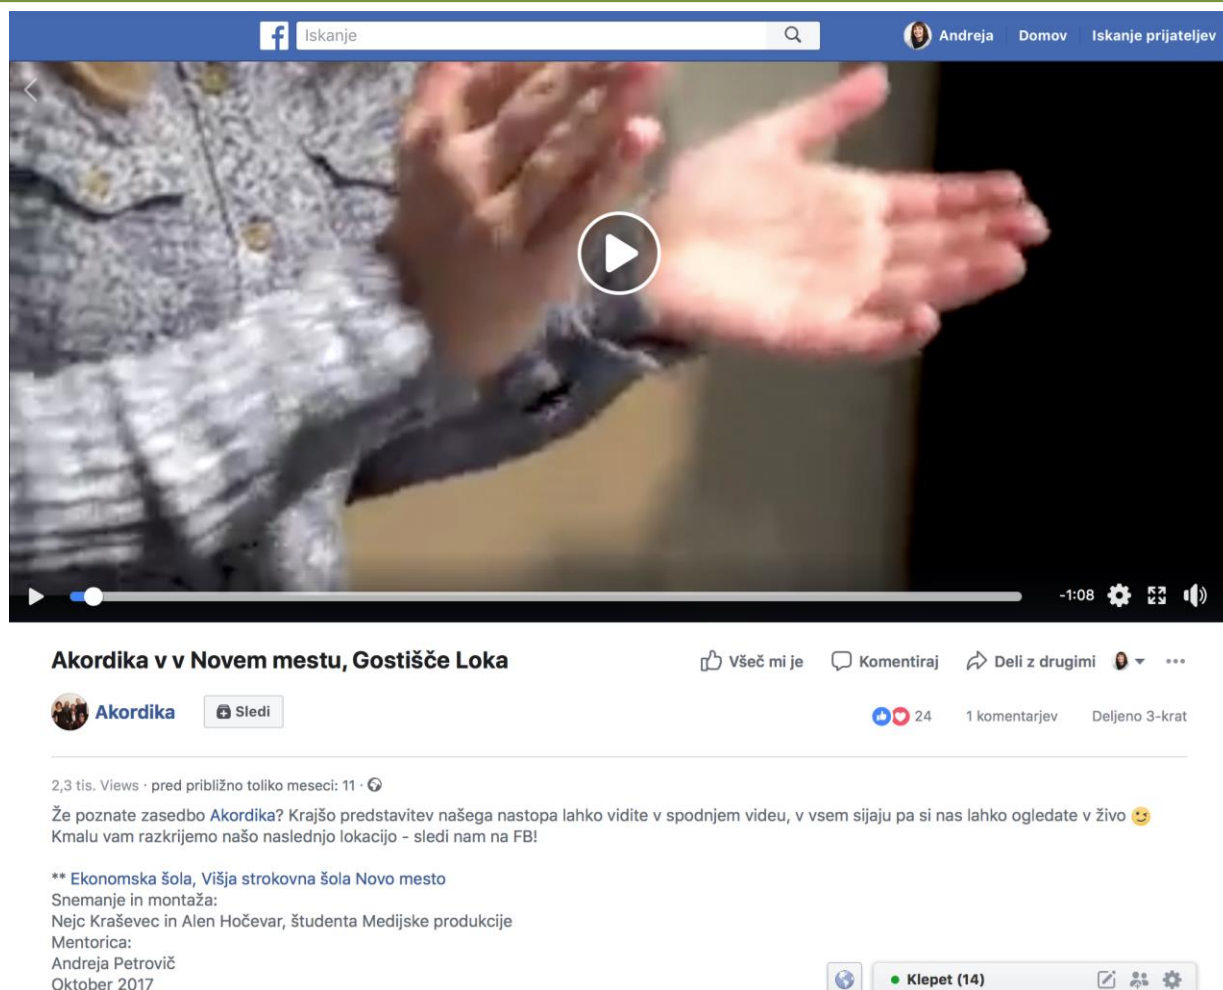 f Iskanje Andreja Domov Iskanje prijateljev
-1:08
Akordika v v Novem mestu, Gostišče Loka Všeč mi je Komentiraj Deli z drugimi
Akordika Sledi 24 1 komentarjev Deljeno 3-krat
2,3 tis. Views · pred približno toliko meseci: 11 ·
Že poznate zasedbo Akordika? Krajšo predstavitev našega nastopa lahko vidite v spodnjem videu, v vsem sijaju pa si nas lahko ogledate v živo 😉
Kmalu vam razkrijemo našo naslednjo lokacijo - sledi nam na FB!
** Ekonomska šola, Višja strokovna šola Novo mesto
Snemanje in montaža:
Nejc Kraševec in Alen Hočevar, študenta Medijske produkcije
Mentorica:
Andreja Petrovič
Oktober 2017
Klepet (14)